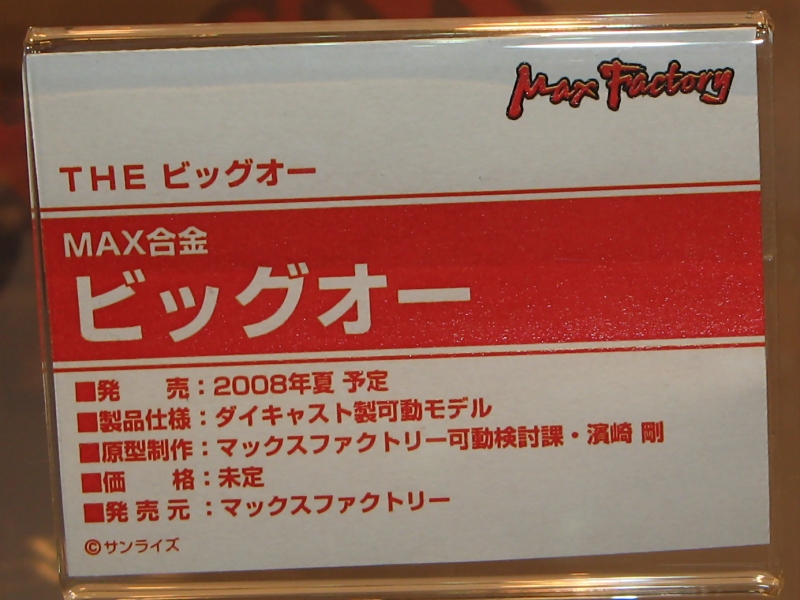 Max Factory
THE ビッグオー
MAX合金
ビッグオー
■発　売：2008年夏 予定
■製品仕様：ダイキャスト製可動モデル
■原型制作：マックスファクトリー可動検討課・濱崎 剛
■価　格：未定
■発売元：マックスファクトリー
©サンライズ